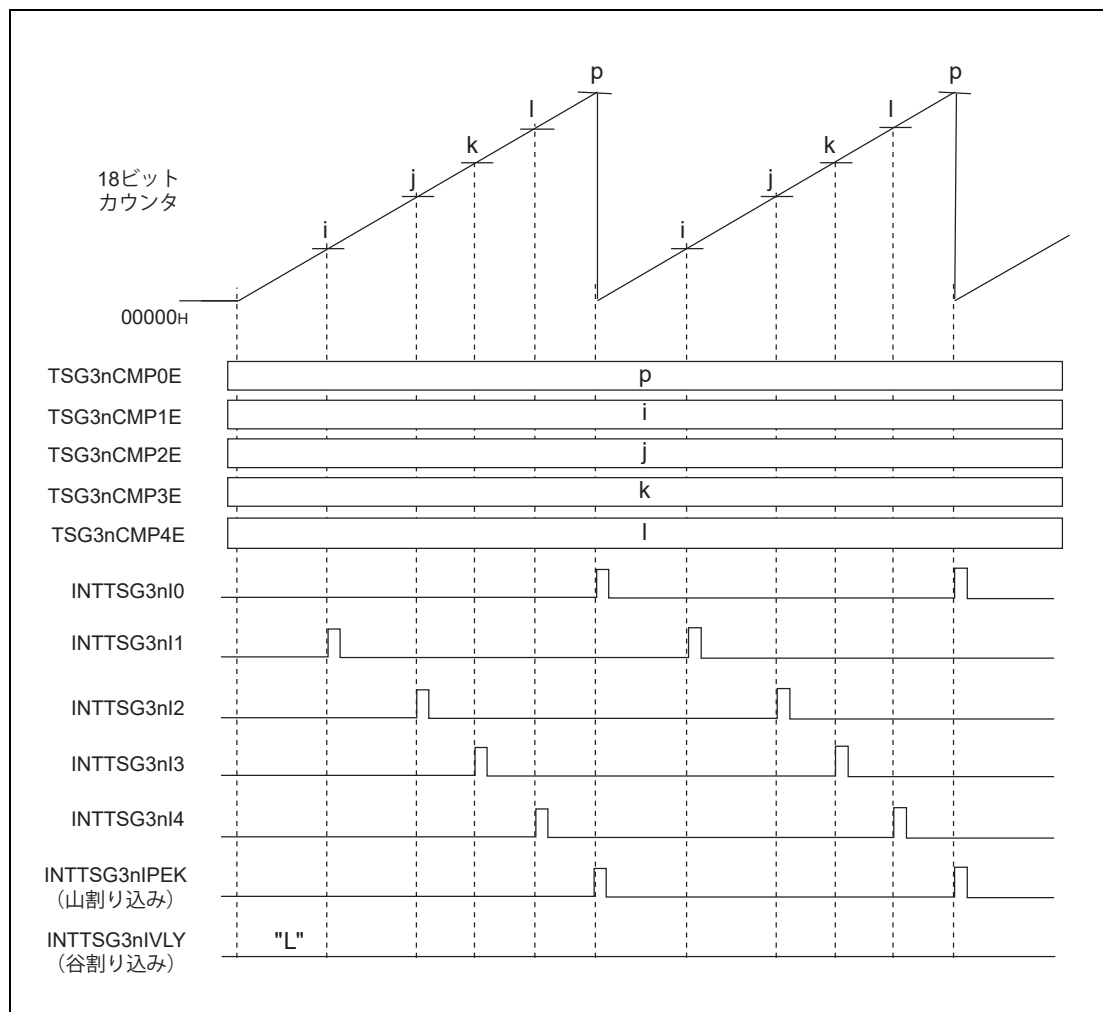 p
p
l
l
k
k
j
j
i
i
18ビット
カウンタ
00000H
TSG3nCMP0E
p
TSG3nCMP1E
i
TSG3nCMP2E
j
TSG3nCMP3E
k
TSG3nCMP4E
l
INTTSG3nI0
INTTSG3nI1
INTTSG3nI2
INTTSG3nI3
INTTSG3nI4
INTTSG3nIPEK
（山割り込み）
INTTSG3nIVLY
（谷割り込み）
"L"